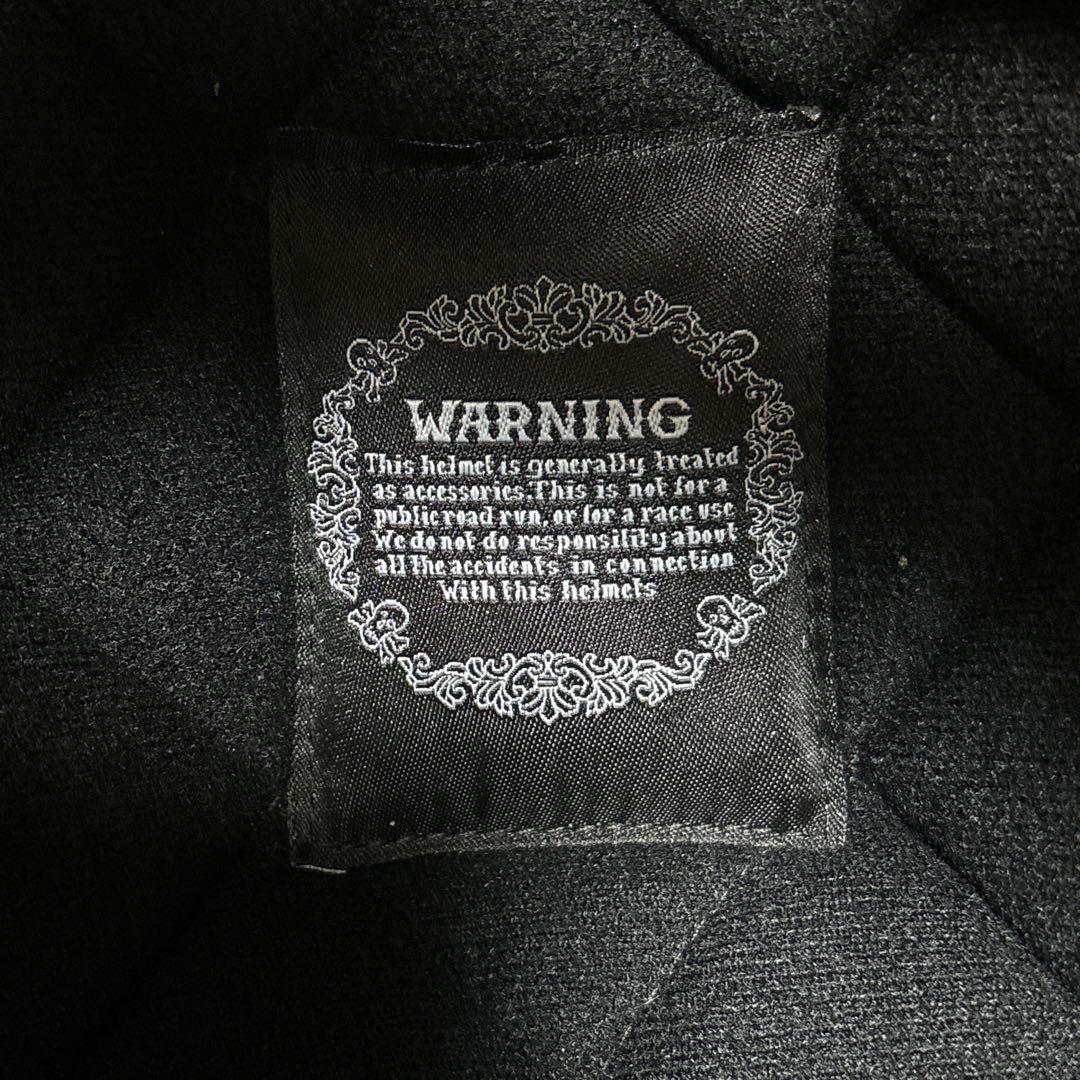 WARNING
This helmet is generally treated
as accessories.This is not for a
public road run, or for a race use
We do not do responsifity about
all the accidents in connection
With this helmets